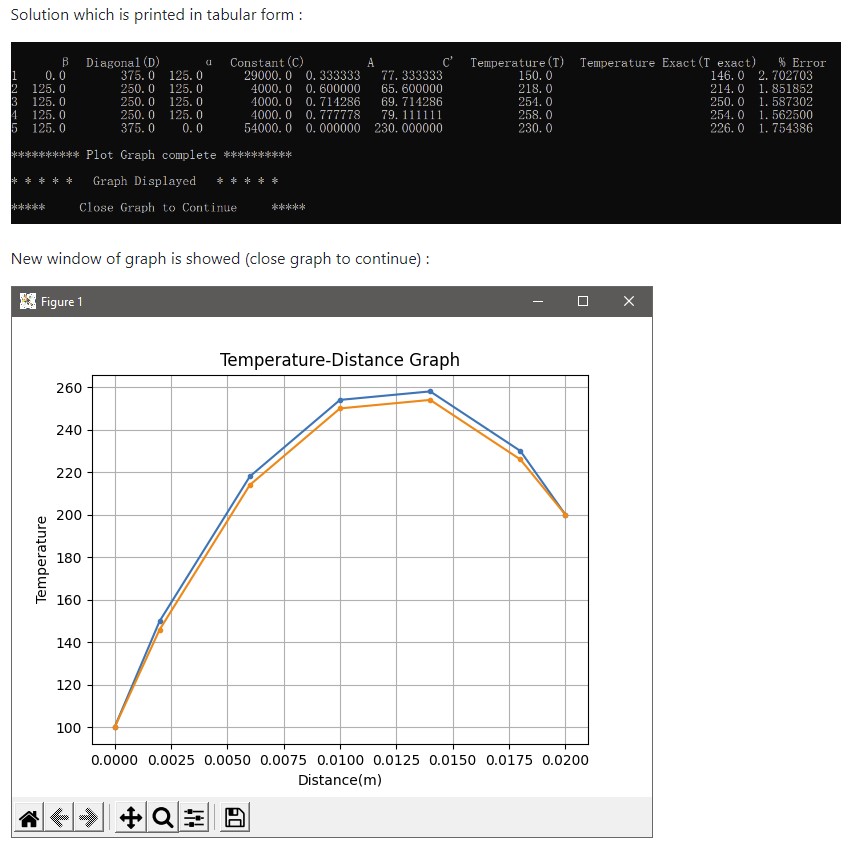 Solution which is printed in tabular form :
β Diagonal(D) α Constant(C) A C' Temperature(T) Temperature Exact(T exact) % Error
1 0.0 375.0 125.0 29000.0 0.333333 77.333333 150.0 146.0 2.702703
2 125.0 250.0 125.0 4000.0 0.600000 65.600000 218.0 214.0 1.851852
3 125.0 250.0 125.0 4000.0 0.714286 69.714286 254.0 250.0 1.587302
4 125.0 250.0 125.0 4000.0 0.777778 79.111111 258.0 254.0 1.562500
5 125.0 375.0 0.0 54000.0 0.000000 230.000000 230.0 226.0 1.754386
********** Plot Graph complete **********
* * * * * Graph Displayed * * * * *
***** Close Graph to Continue *****
New window of graph is showed (close graph to continue) :
Figure 1
Temperature-Distance Graph
260
240
220
200
180
160
140
120
100
Temperature
0.0000 0.0025 0.0050 0.0075 0.0100 0.0125 0.0150 0.0175 0.0200
Distance(m)